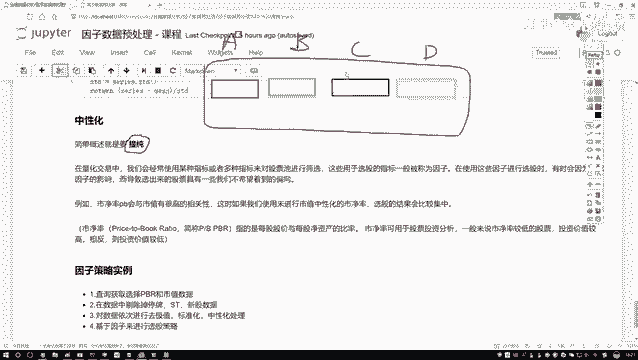 jupyter 因子数据预处理 - 课程 Last Checkpoint: 3 hours ago (autosaved)
File Edit View Insert Cell Kernel Widgets Help
Trusted
A B C D
return (series - mean)/std
中性化
简单概述就是要 提纯
在量化交易中，我们会经常使用某种指标或者多种指标来对股票池进行筛选，这些用于选股的指标一般被称为因子。在使用这些因子进行选股时，有时会因为
因子的影响，而导致选出来的股票具有一些我们不希望看到的偏向。
例如，市净率pb会与市值有很高的相关性，这时如果我们使用未进行市值中性化的市净率，选股的结果会比较集中。
（市净率（Price-to-Book Ratio，简称P/B PBR）指的是每股股价与每股净资产的比率。 市净率可用于股票投资分析，一般来说市净率较低的股票，投资价值较
高，相反，则投资价值较低）
因子策略实例
1.查询获取选择PBR和市值数据
2.在数据中剔除掉停牌、ST、新股数据
3.对数据依次进行去极值、标准化、中性化处理
4.基于因子来进行选股策略